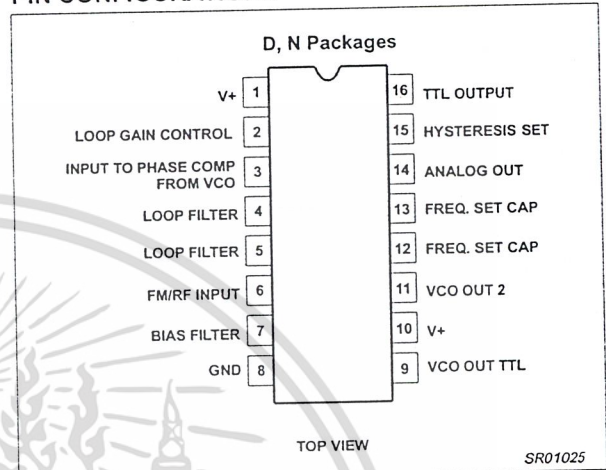 D, N Packages
V+ 1
LOOP GAIN CONTROL 2
INPUT TO PHASE COMP
FROM VCO 3
LOOP FILTER 4
LOOP FILTER 5
FM/RF INPUT 6
BIAS FILTER 7
GND 8
16 TTL OUTPUT
15 HYSTERESIS SET
14 ANALOG OUT
13 FREQ. SET CAP
12 FREQ. SET CAP
11 VCO OUT 2
10 V+
9 VCO OUT TTL
TOP VIEW
SR01025